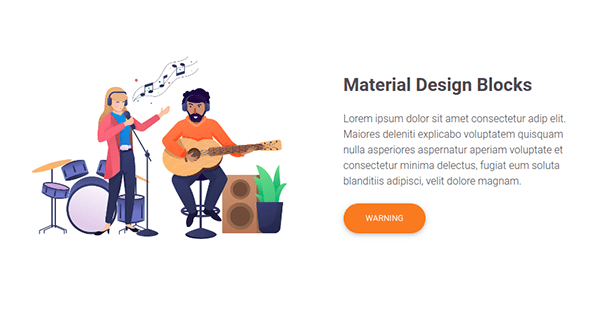 Material Design Blocks
Lorem ipsum dolor sit amet consectetur adip elit.
Maiores deleniti explicabo voluptatem quisquam
nulla asperiores aspernatur aperiam voluptate et
consectetur minima delectus, fugiat eum soluta
blanditiis adipisci, velit dolore magnam.
WARNING